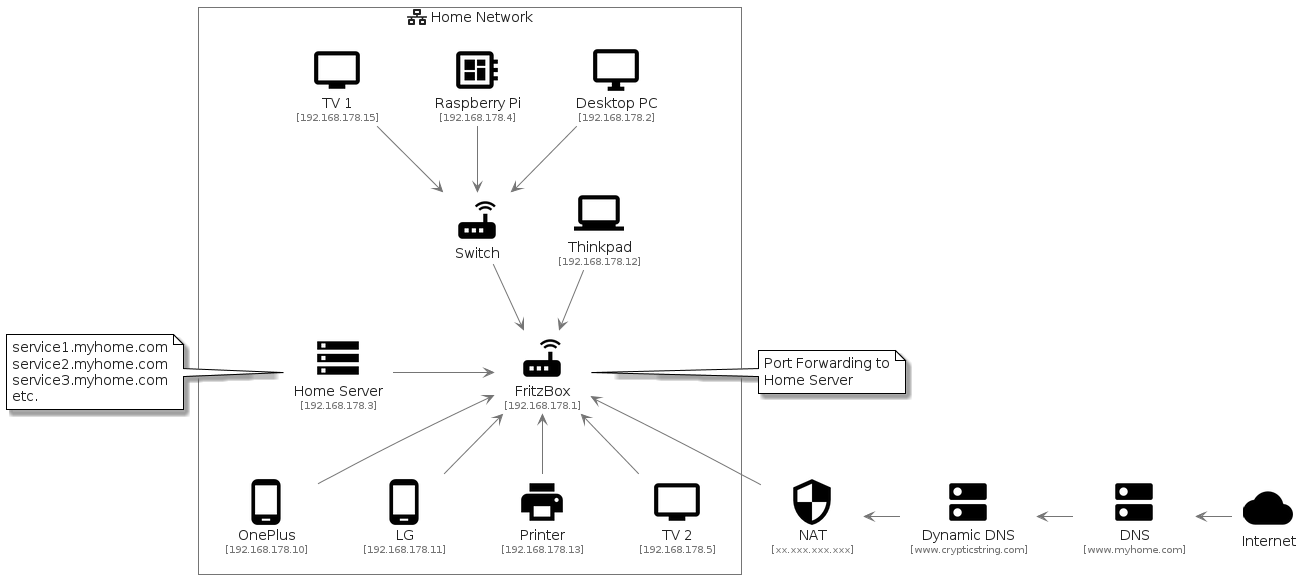 Home Network
TV 1
[192.168.178.15]
Raspberry Pi
[192.168.178.4]
Desktop PC
[192.168.178.2]
Switch
Thinkpad
[192.168.178.12]
service1.myhome.com
service2.myhome.com
service3.myhome.com
etc.
Home Server
[192.168.178.3]
FritzBox
[192.168.178.1]
Port Forwarding to
Home Server
OnePlus
[192.168.178.10]
LG
[192.168.178.11]
Printer
[192.168.178.13]
TV 2
[192.168.178.5]
NAT
[xx.xxx.xxx.xxx]
Dynamic DNS
[www.crypticstring.com]
DNS
[www.myhome.com]
Internet